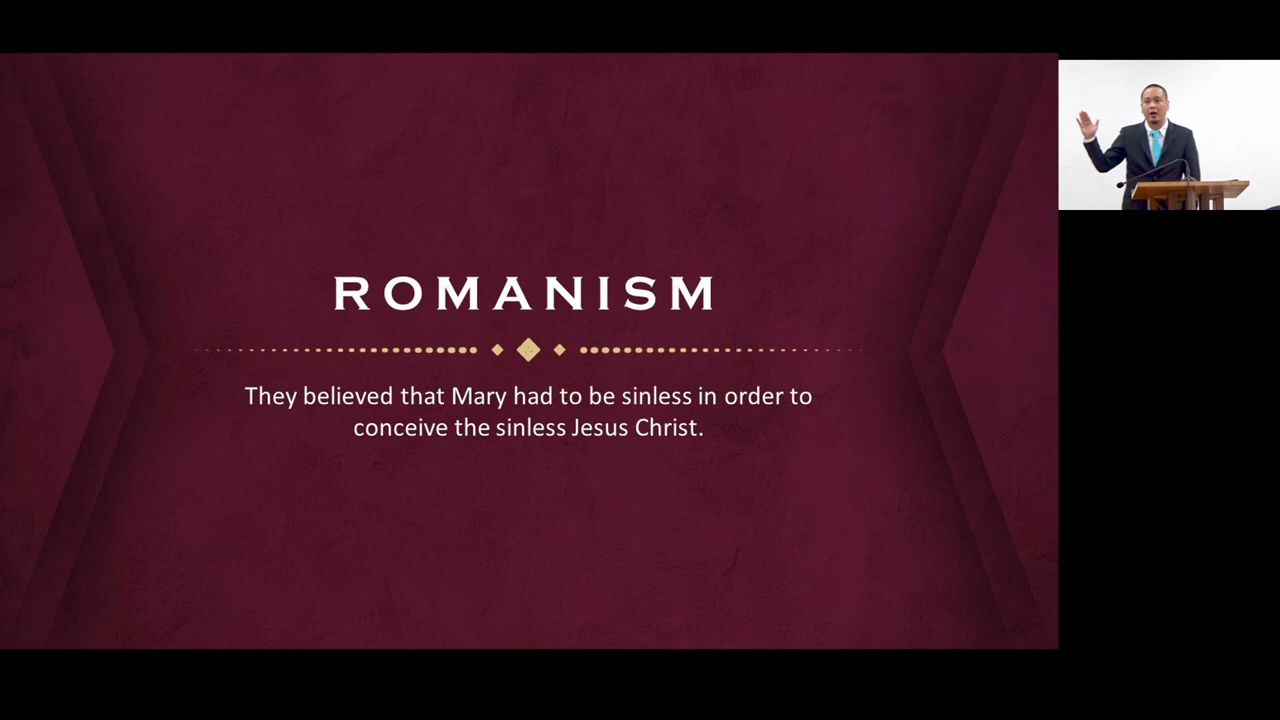 ROMANISM
They believed that Mary had to be sinless in order to
conceive the sinless Jesus Christ.